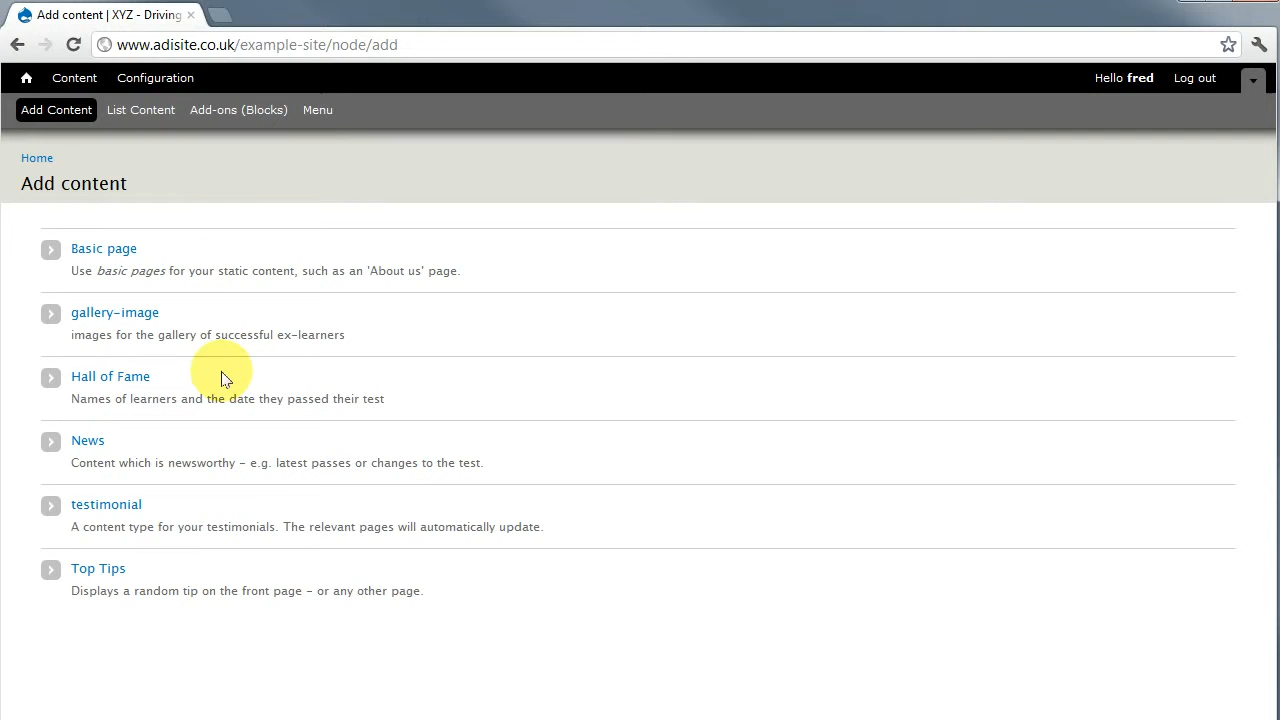 Add content | XYZ - Driving
www.adisite.co.uk/example-site/node/add
Content Configuration Hello fred Log out
Add Content List Content Add-ons (Blocks) Menu
Home
Add content
Basic page
Use basic pages for your static content, such as an 'About us' page.
gallery-image
images for the gallery of successful ex-learners
Hall of Fame
Names of learners and the date they passed their test
News
Content which is newsworthy - e.g. latest passes or changes to the test.
testimonial
A content type for your testimonials. The relevant pages will automatically update.
Top Tips
Displays a random tip on the front page - or any other page.